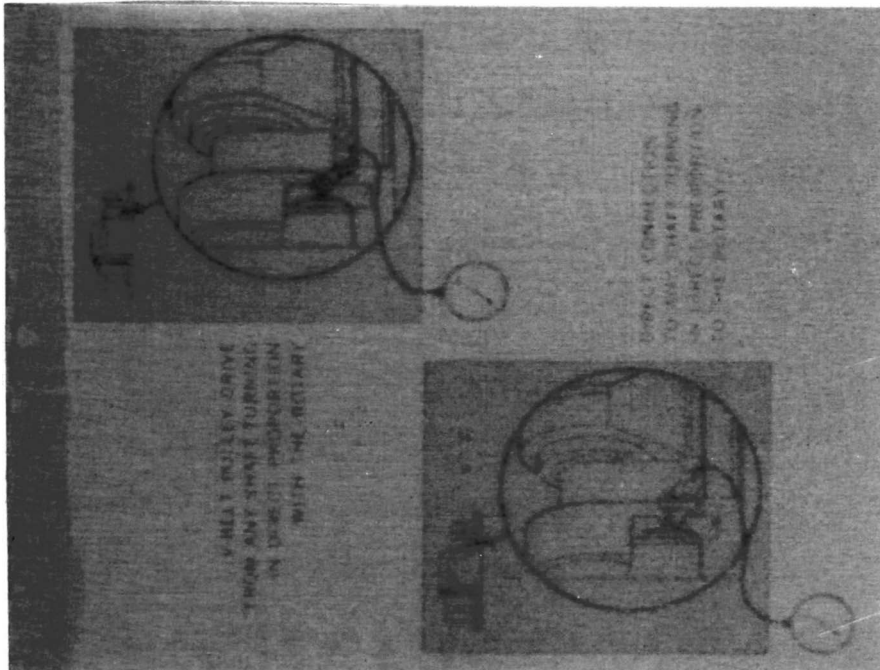 V-BELT PULLEY DRIVE
FROM ANY SHAFT TURNING
IN DIRECT PROPORTION
WITH THE ROTARY
DIRECT CONNECTION
TO ANY SHAFT TURNING
IN DIRECT PROPORTION
TO THE ROTARY